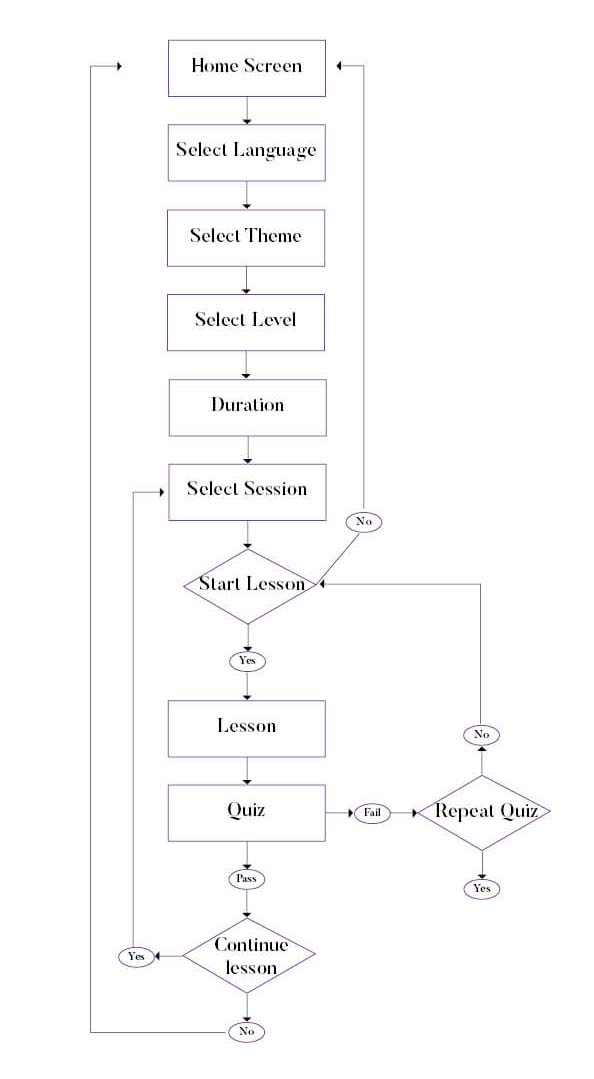 Home Screen
Select Language
Select Theme
Select Level
Duration
Select Session
No
Start Lesson
Yes
Lesson
No
Quiz
Fail
Repeat Quiz
Pass
Yes
Continue
lesson
Yes
No